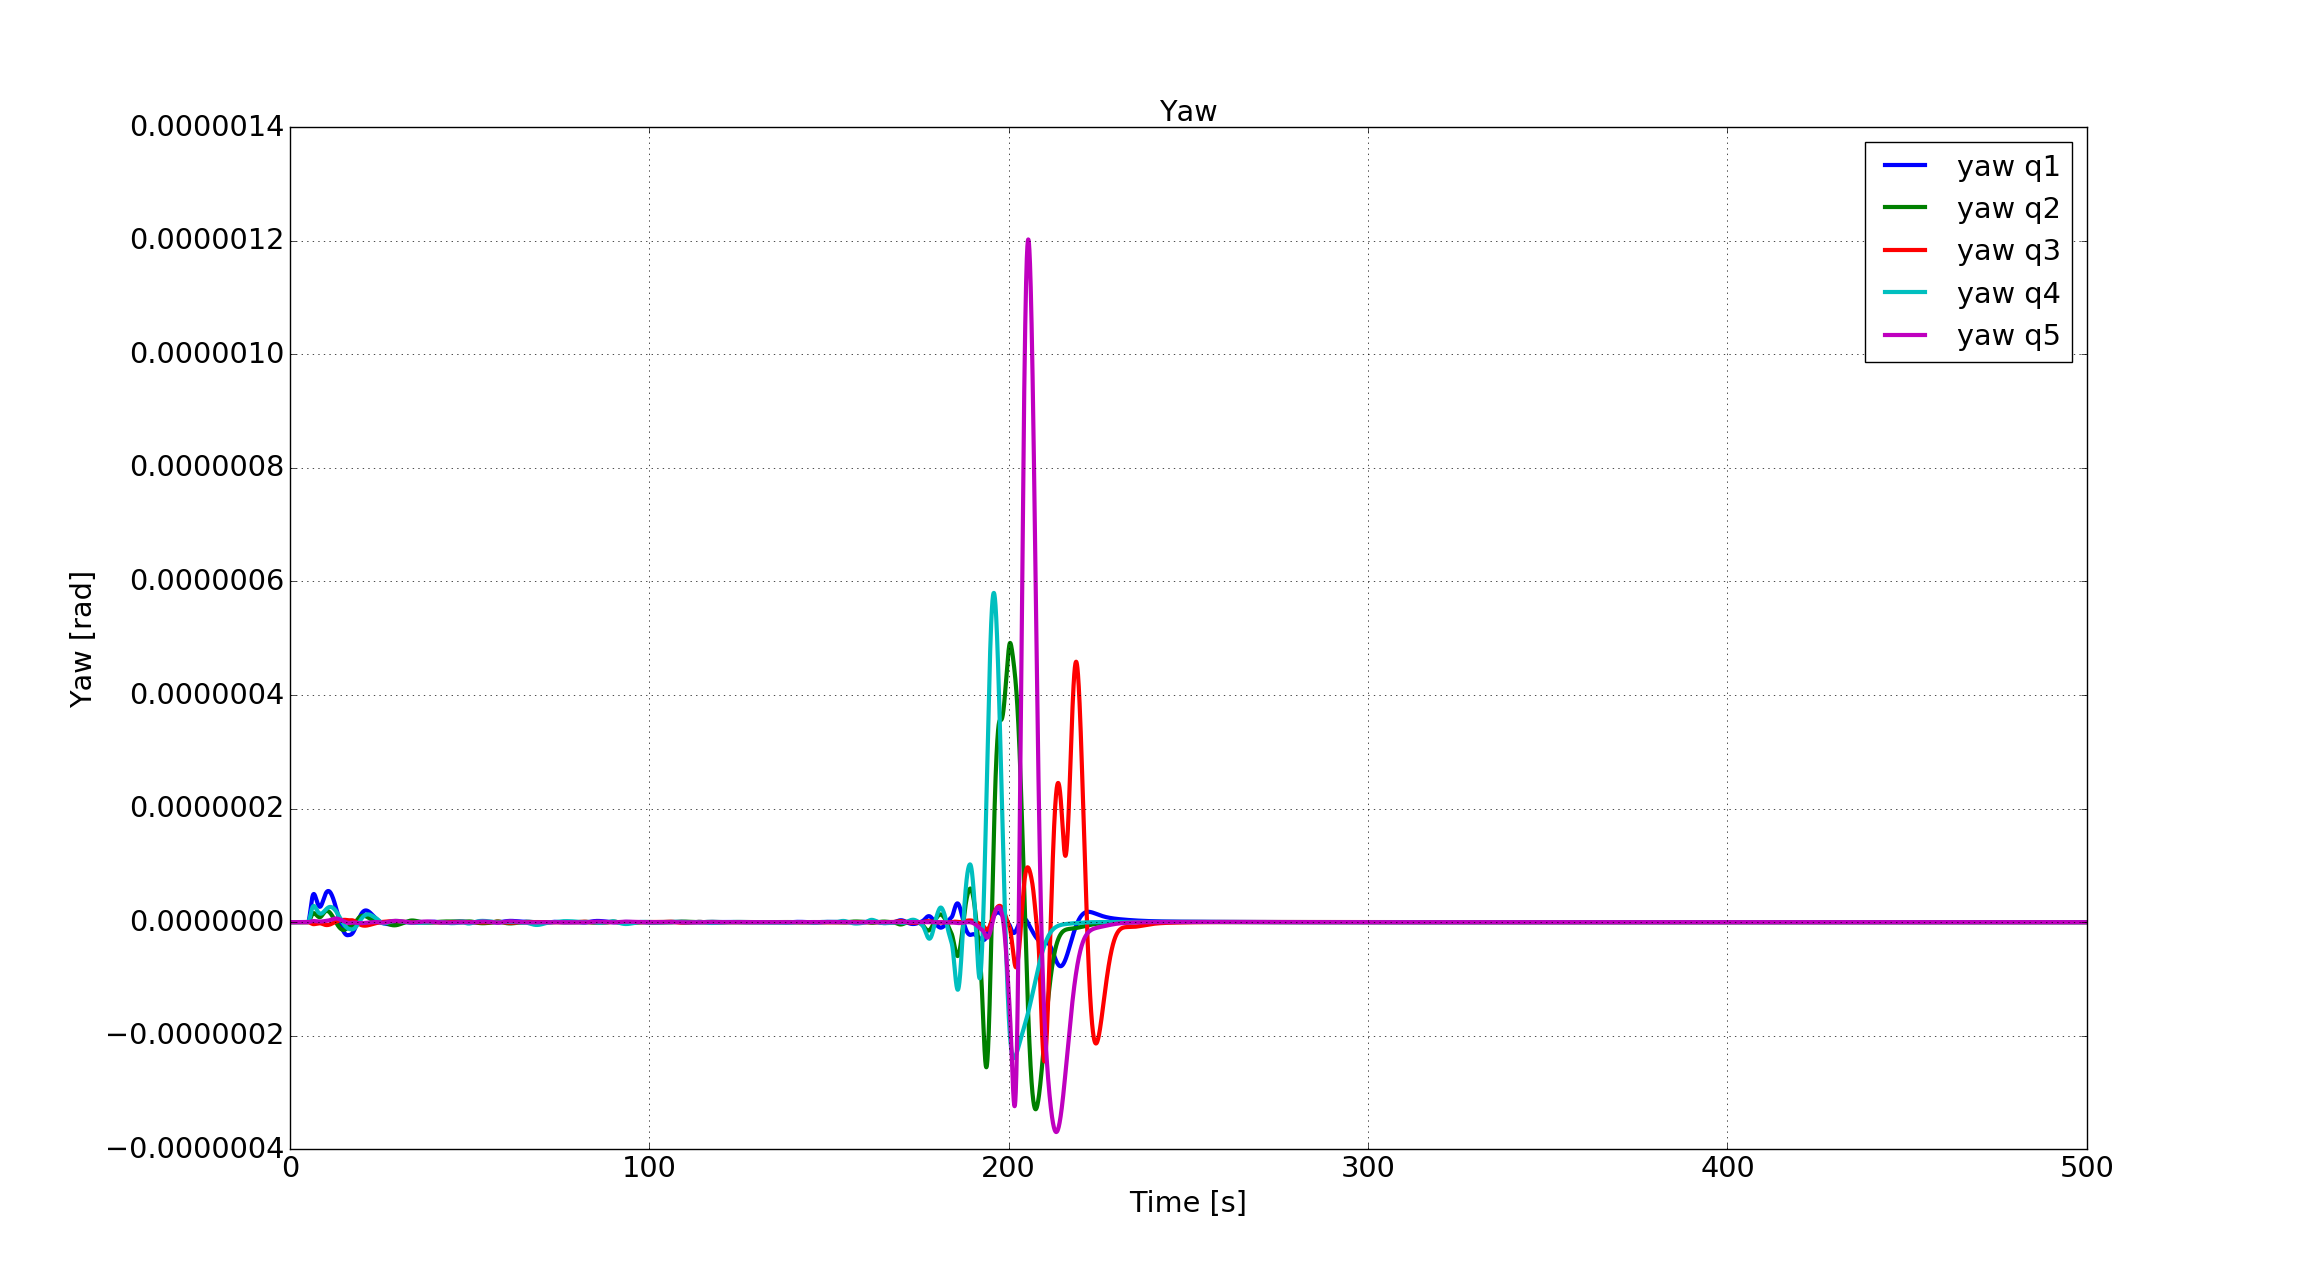 Yaw
0.0000014
0.0000012
0.0000010
0.0000008
0.0000006
0.0000004
0.0000002
0.0000000
−0.0000002
−0.0000004
Yaw [rad]
0 100 200 300 400 500
Time [s]
yaw q1
yaw q2
yaw q3
yaw q4
yaw q5